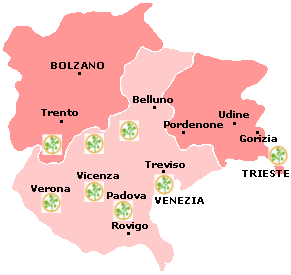 BOLZANO
Belluno
Trento
Udine
Pordenone
Gorizia
Treviso
TRIESTE
Vicenza
Verona
Padova
VENEZIA
Rovigo